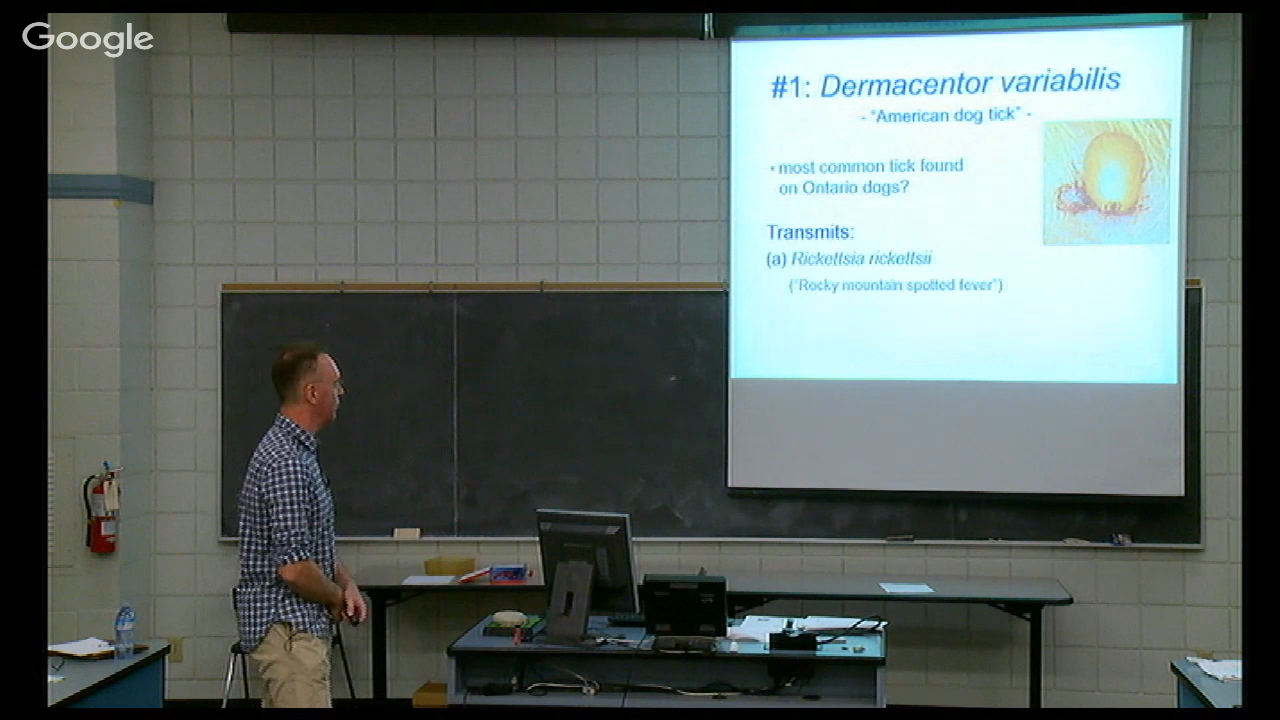 Google
#1: Dermacentor variabilis
- "American dog tick" -
• most common tick found
on Ontario dogs?
Transmits:
(a) Rickettsia rickettsii
("Rocky mountain spotted fever")